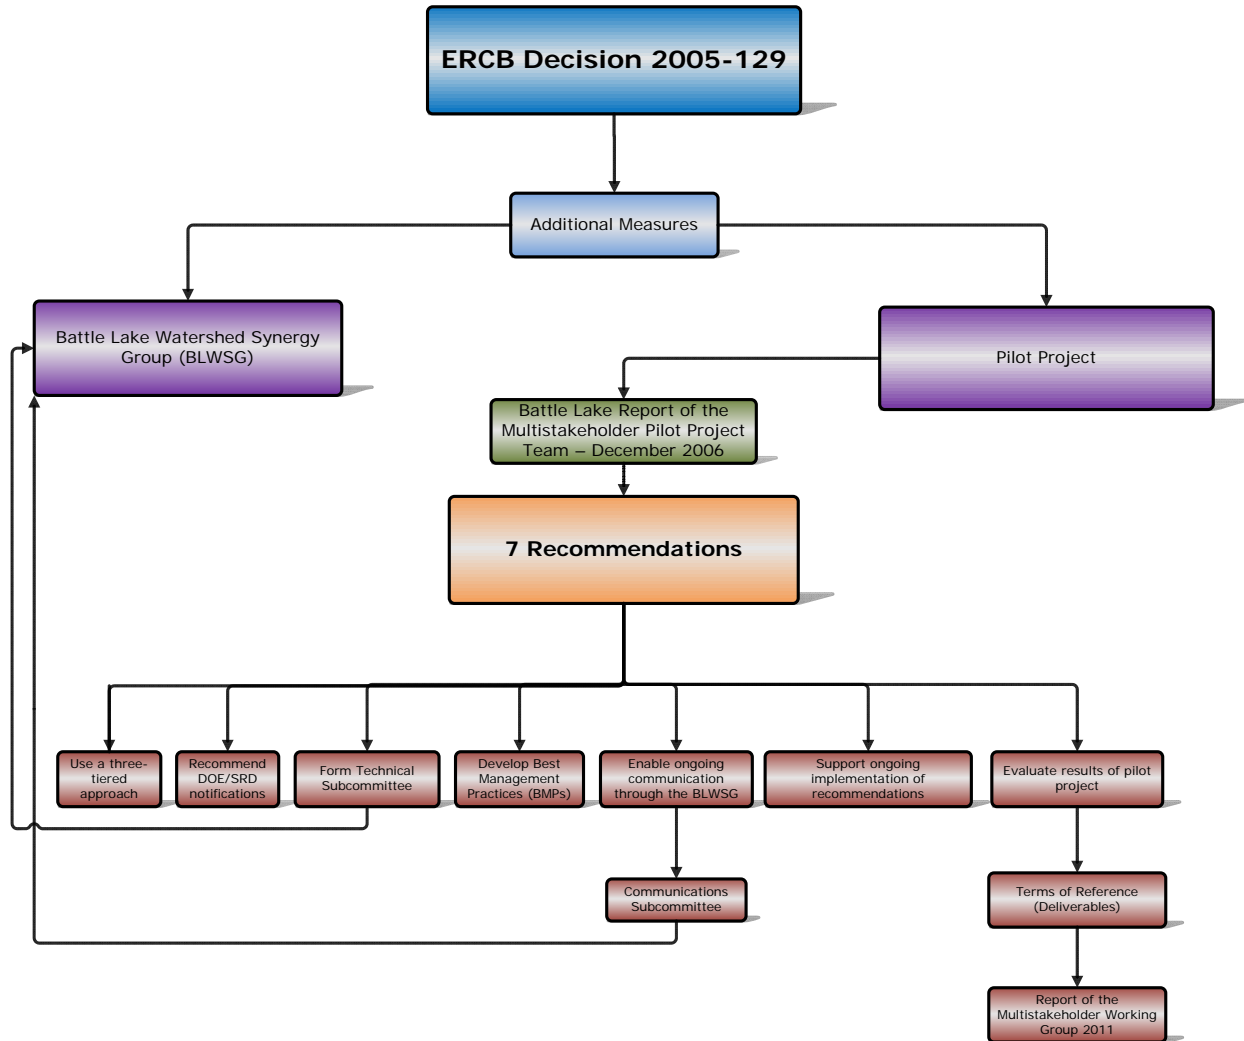 ERCB Decision 2005-129
Additional Measures
Battle Lake Watershed Synergy
Group (BLWSG)
Pilot Project
Battle Lake Report of the
Multistakeholder Pilot Project
Team – December 2006
7 Recommendations
Use a three-
tiered
approach
Recommend
DOE/SRD
notifications
Form Technical
Subcommittee
Develop Best
Management
Practices (BMPs)
Enable ongoing
communication
through the BLWSG
Support ongoing
implementation of
recommendations
Evaluate results of pilot
project
Communications
Subcommittee
Terms of Reference
(Deliverables)
Report of the
Multistakeholder Working
Group 2011